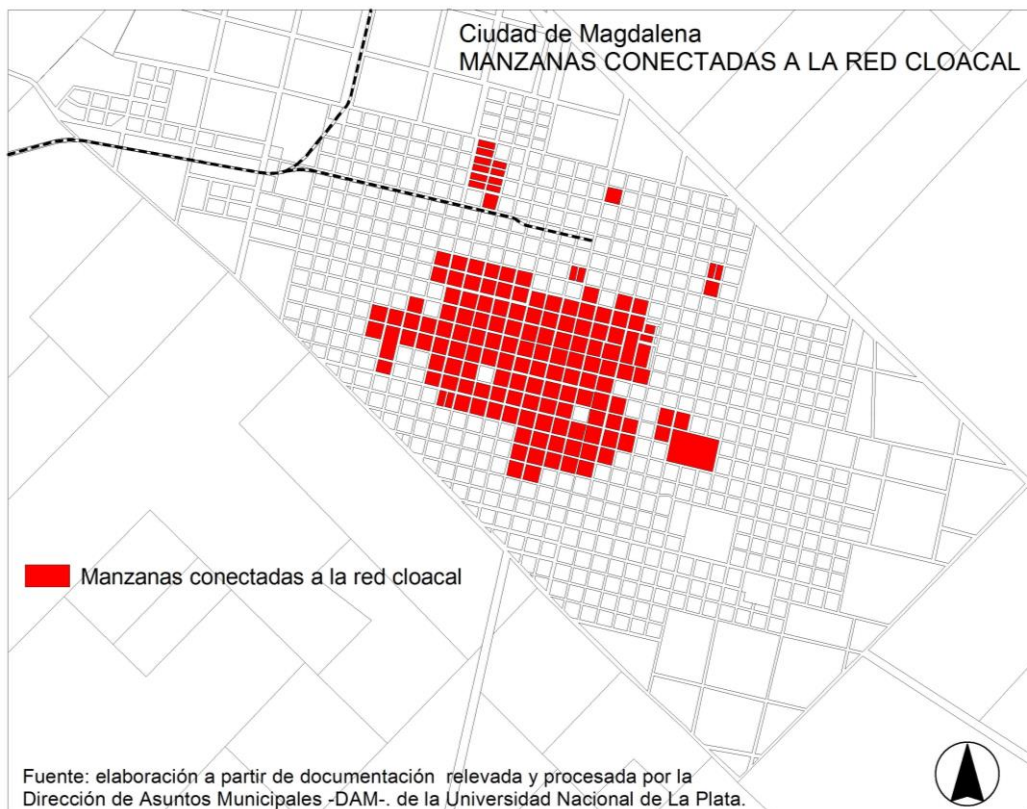 Ciudad de Magdalena
MANZANAS CONECTADAS A LA RED CLOACAL
Manzanas conectadas a la red cloacal
Fuente: elaboración a partir de documentación relevada y procesada por la
Dirección de Asuntos Municipales -DAM-. de la Universidad Nacional de La Plata.